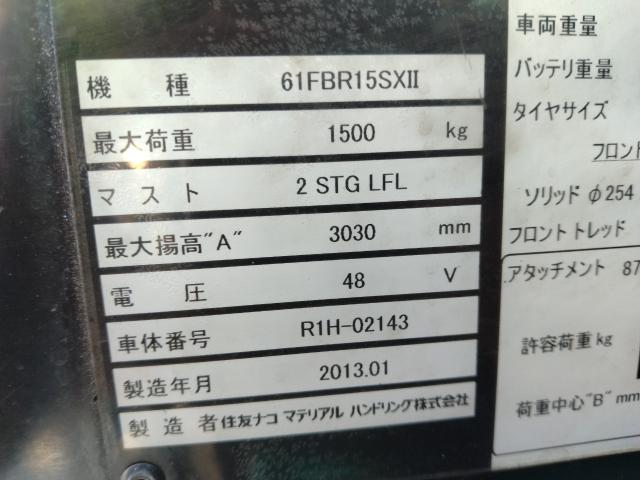 機 種 61FBR15SXII
最大荷重 1500 kg
マスト 2 STG LFL
最大揚高"A" 3030 mm
電 圧 48 V
車体番号 R1H-02143
製造年月 2013.01
製造者 住友ナコ マテリアル ハンドリング株式会社
車両重量
バッテリ重量
タイヤサイズ
フロント
ソリッド φ254
フロントトレッド
アタッチメント 87
許容荷重 kg
荷重中心"B" mm